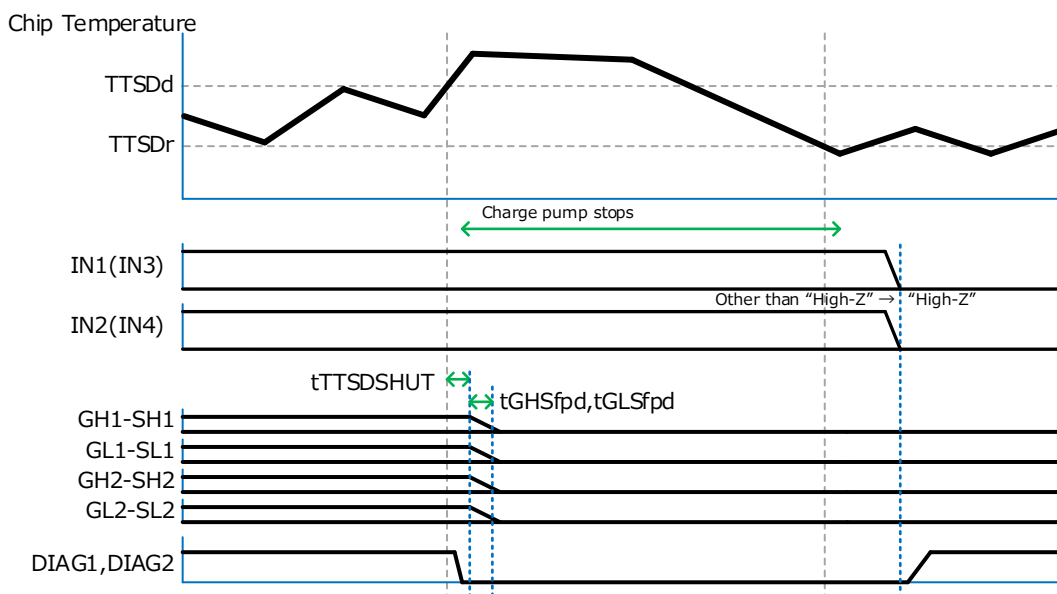 Chip Temperature
TTSDd
TTSDr
Charge pump stops
IN1(IN3)
Other than “High-Z” → “High-Z”
IN2(IN4)
tTTSDSHUT
tGHSfpd,tGLSfpd
GH1-SH1
GL1-SL1
GH2-SH2
GL2-SL2
DIAG1,DIAG2